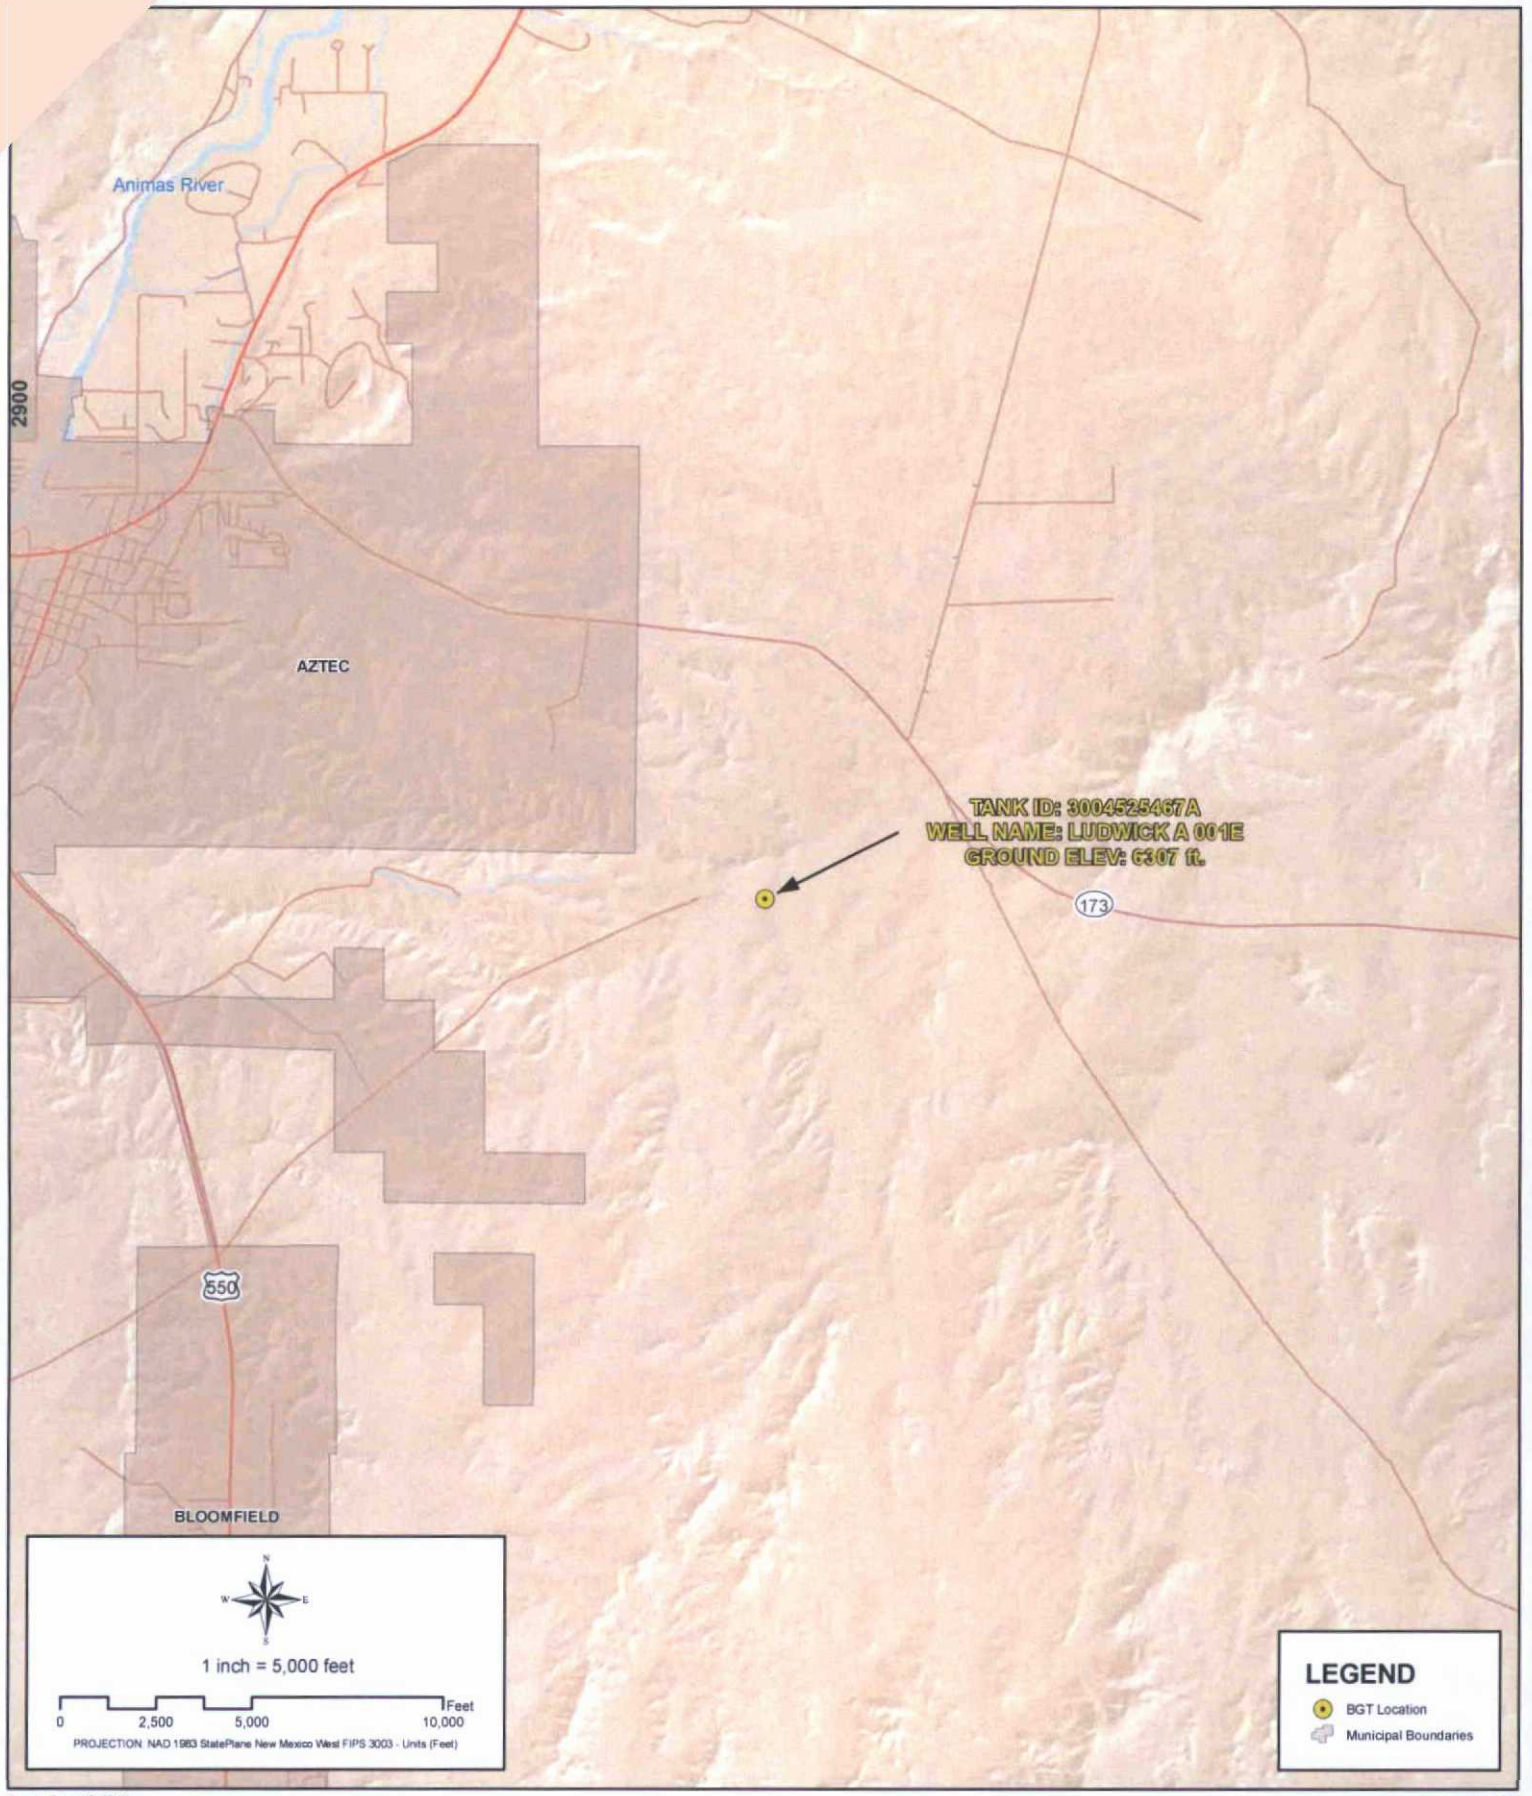 Animas River
2900
AZTEC
TANK ID: 3004525467A
WELL NAME: LUDWICK A 001E
GROUND ELEV: 6307 ft.
173
550
BLOOMFIELD
N
W E
S
1 inch = 5,000 feet
Feet
0 2,500 5,000 10,000
PROJECTION: NAD 1983 StatePlane New Mexico West FIPS 3003 - Units (Feet)
LEGEND
BGT Location
Municipal Boundaries